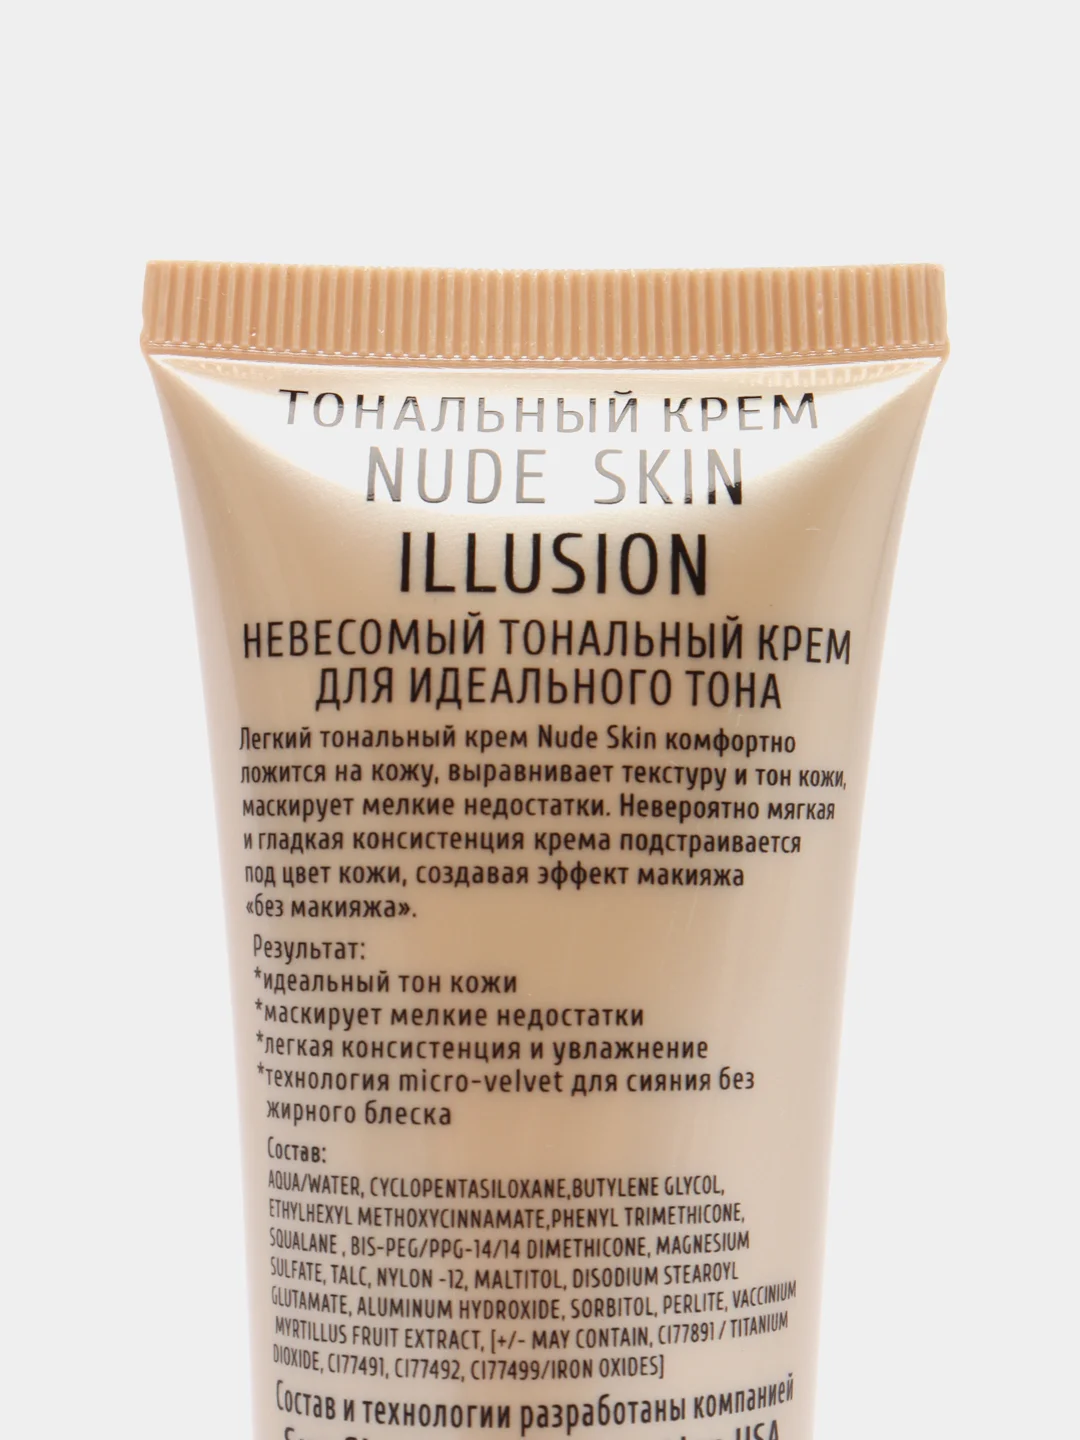 ТОНАЛЬНЫЙ КРЕМ
NUDE SKIN
ILLUSION
НЕВЕСОМЫЙ ТОНАЛЬНЫЙ КРЕМ
ДЛЯ ИДЕАЛЬНОГО ТОНА
Легкий тональный крем Nude Skin комфортно
ложится на кожу, выравнивает текстуру и тон кожи,
маскирует мелкие недостатки. Невероятно мягкая
и гладкая консистенция крема подстраивается
под цвет кожи, создавая эффект макияжа
«без макияжа».
Результат:
*идеальный тон кожи
*маскирует мелкие недостатки
*легкая консистенция и увлажнение
*технология micro-velvet для сияния без
жирного блеска
Состав:
AQUA/WATER, CYCLOPENTASILOXANE,BUTYLENE GLYCOL,
ETHYLHEXYL METHOXYCINNAMATE,PHENYL TRIMETHICONE,
SQUALANE , BIS-PEG/PPG-14/14 DIMETHICONE, MAGNESIUM
SULFATE, TALC, NYLON -12, MALTITOL, DISODIUM STEAROYL
GLUTAMATE, ALUMINUM HYDROXIDE, SORBITOL, PERLITE, VACCINIUM
MYRTILLUS FRUIT EXTRACT, [+/- MAY CONTAIN, CI77891 / TITANIUM
DIOXIDE, CI77491, CI77492, CI77499/IRON OXIDES]
Состав и технологии разработаны компанией
USA